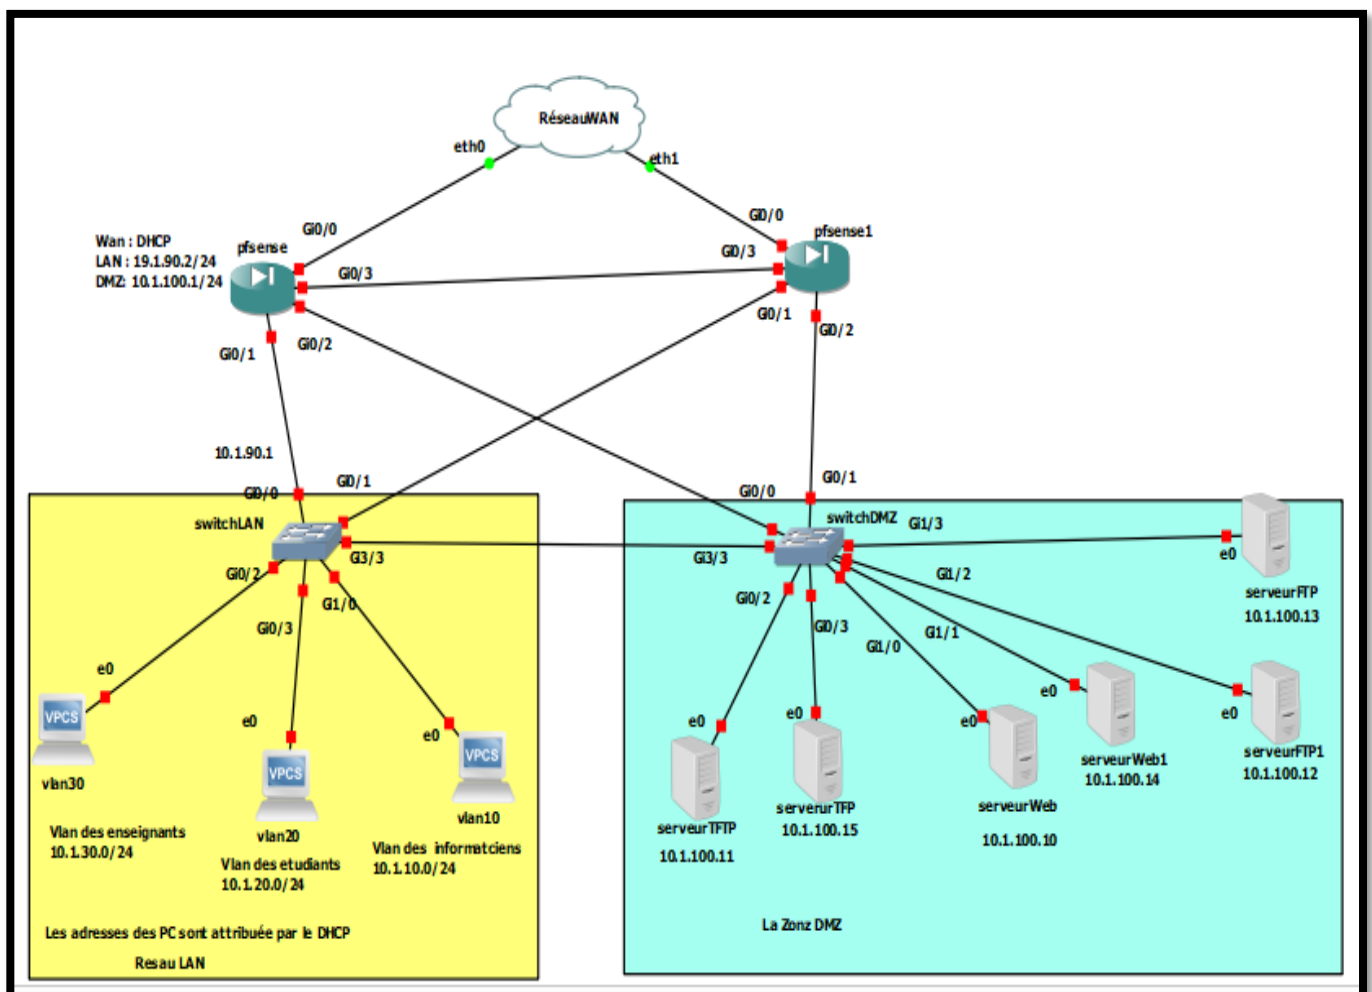 RéseauWAN
eth0
eth1
Gi0/0
Gi0/0
pfsense1
Wan : DHCP
pfsense
LAN : 19.1.90.2/24
DMZ: 10.1.100.1/24
Gi0/3
Gi0/3
Gi0/1
Gi0/2
Gi0/2
Gi0/1
10.1.90.1
Gi0/1
Gi0/0
Gi0/0
Gi0/1
switchLAN
switchDMZ
Gi1/3
Gi3/3
Gi3/3
e0
Gi0/2
Gi1/2
Gi1/0
Gi0/2
serveurFTP
10.1.100.13
Gi0/3
Gi0/3
Gi1/0
Gi1/1
e0
e0
e0
VPCS
e0
e0
e0
e0
e0
e0
VPCS
VPCS
vlan30
serveurWeb1
10.1.100.14
serveurFTP1
10.1.100.12
vlan10
vlan20
serveurTFTP
10.1.100.11
serverurTFP
10.1.100.15
serveurWeb
10.1.100.10
Vlan des enseignants
10.1.30.0/24
Vlan des etudiants
10.1.20.0/24
Vlan des informatciens
10.1.10.0/24
Les adresses des PC sont attribuée par le DHCP
Resau LAN
La Zonz DMZ